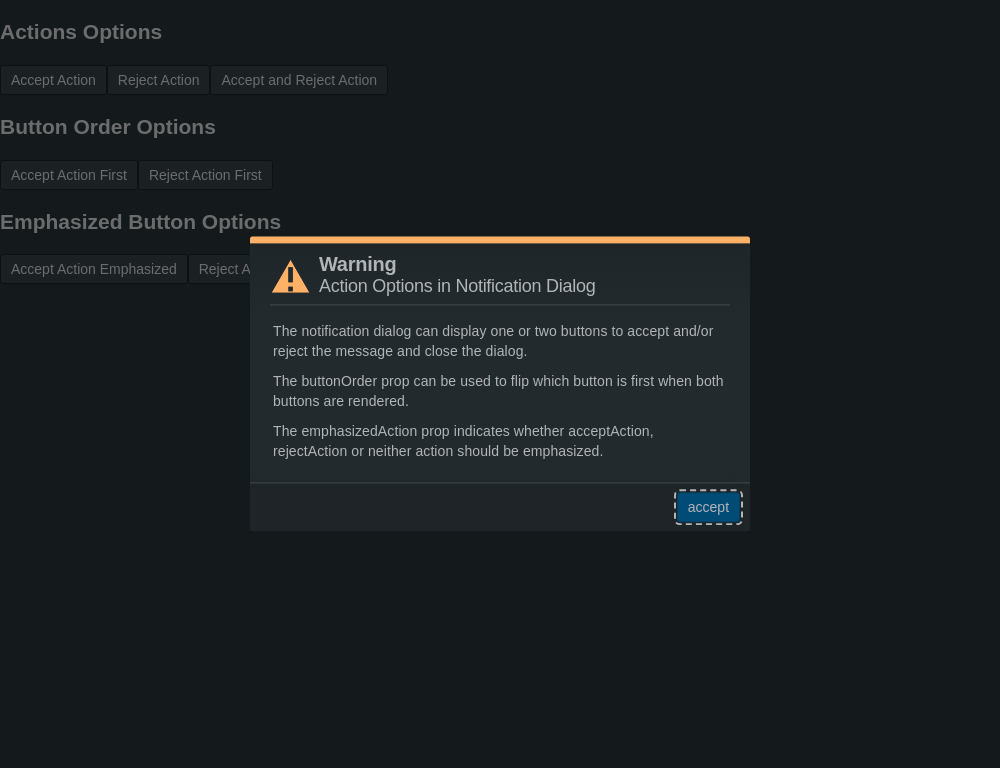 Actions Options
Accept Action Reject Action Accept and Reject Action
Button Order Options
Accept Action First Reject Action First
Emphasized Button Options
Accept Action Emphasized Reject A
Warning
Action Options in Notification Dialog
The notification dialog can display one or two buttons to accept and/or
reject the message and close the dialog.
The buttonOrder prop can be used to flip which button is first when both
buttons are rendered.
The emphasizedAction prop indicates whether acceptAction,
rejectAction or neither action should be emphasized.
accept